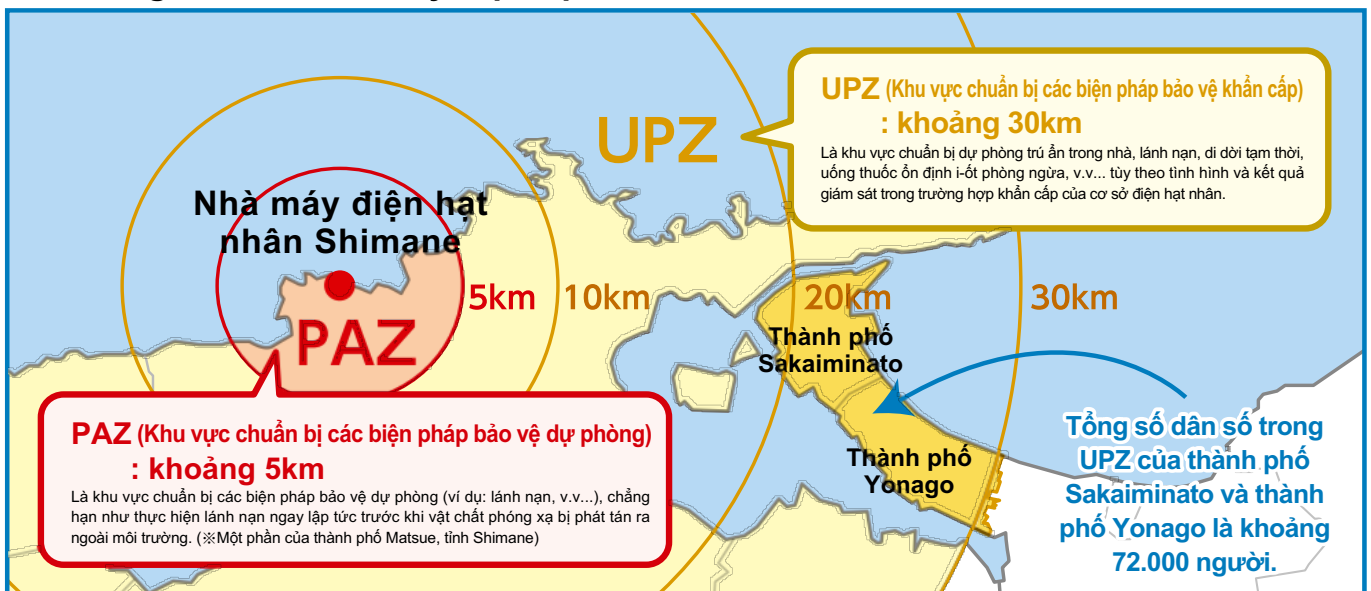 UPZ (Khu vực chuẩn bị các biện pháp bảo vệ khẩn cấp)
: khoảng 30km
Là khu vực chuẩn bị dự phòng trú ẩn trong nhà, lánh nạn, di dời tạm thời,
uống thuốc ổn định i-ốt phòng ngừa, v.v... tùy theo tình hình và kết quả
giám sát trong trường hợp khẩn cấp của cơ sở điện hạt nhân.
UPZ
Nhà máy điện hạt
nhân Shimane
5km
10km
20km
30km
PAZ
Thành phố
Sakaiminato
Thành phố
Yonago
PAZ (Khu vực chuẩn bị các biện pháp bảo vệ dự phòng)
: khoảng 5km
Là khu vực chuẩn bị các biện pháp bảo vệ dự phòng (ví dụ: lánh nạn, v.v...), chẳng
hạn như thực hiện lánh nạn ngay lập tức trước khi vật chất phóng xạ bị phát tán ra
ngoài môi trường. (※Một phần của thành phố Matsue, tỉnh Shimane)
Tổng số dân số trong
UPZ của thành phố
Sakaiminato và thành
phố Yonago là khoảng
72.000 người.